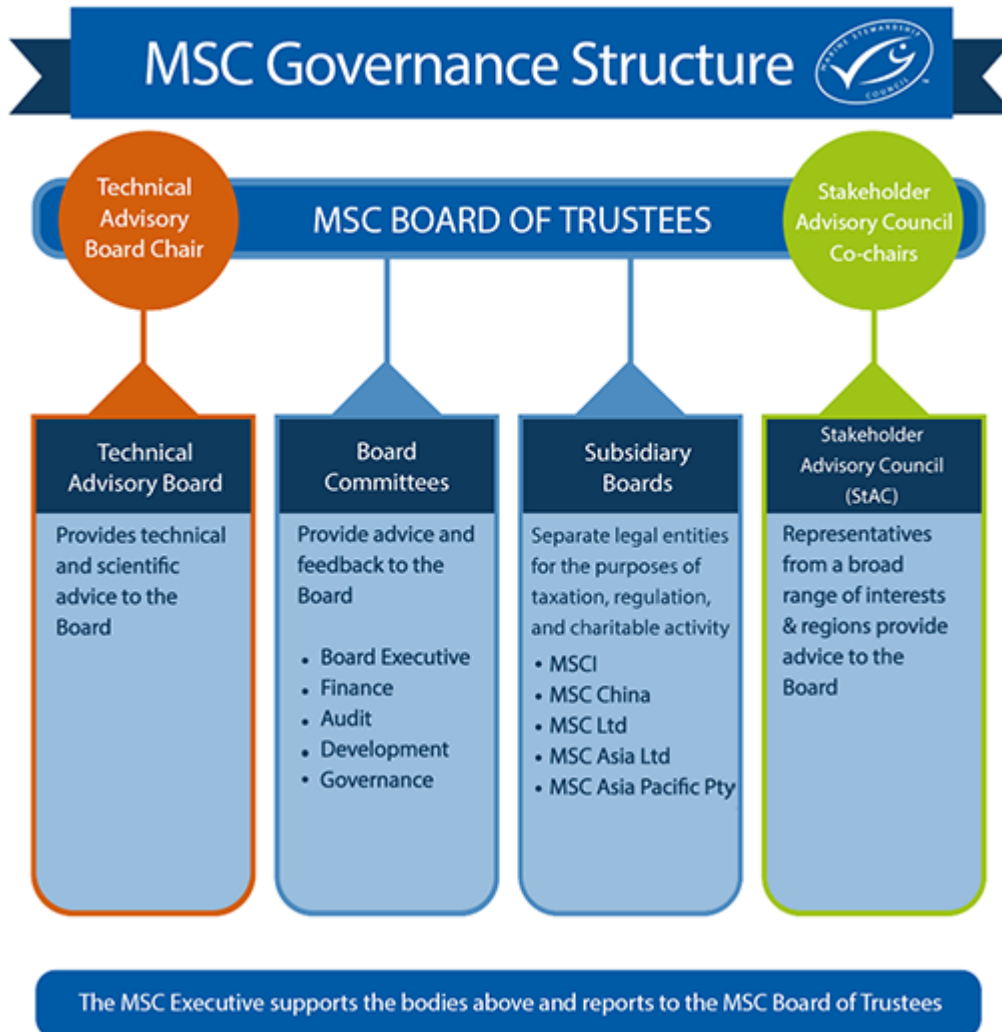 MSC Governance Structure
MARINE STEWARDSHIP
COUNCIL
TM
Technical
Advisory
Board Chair
MSC BOARD OF TRUSTEES
Stakeholder
Advisory Council
Co-chairs
Technical
Advisory Board
Provides technical
and scientific
advice to the
Board
Board
Committees
Provide advice and
feedback to the
Board
• Board Executive
• Finance
• Audit
• Development
• Governance
Subsidiary
Boards
Separate legal entities
for the purposes of
taxation, regulation,
and charitable activity
• MSCI
• MSC China
• MSC Ltd
• MSC Asia Ltd
• MSC Asia Pacific Pty
Stakeholder
Advisory Council
(StAC)
Representatives
from a broad
range of interests
& regions provide
advice to the
Board
The MSC Executive supports the bodies above and reports to the MSC Board of Trustees